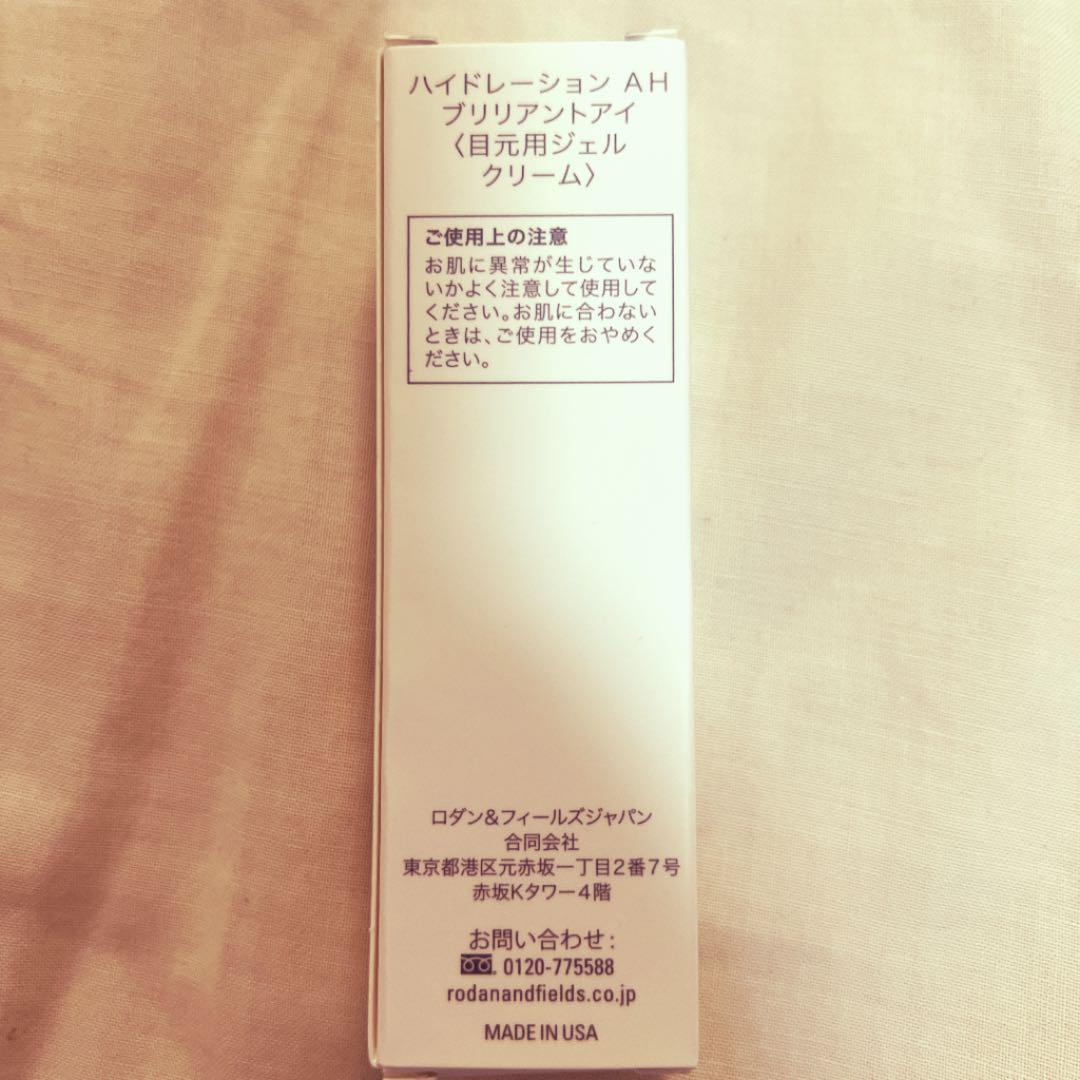 ハイドレーション AH
ブリリアントアイ
〈目元用ジェル
クリーム〉
ご使用上の注意
お肌に異常が生じていな
いかよく注意して使用して
ください。お肌に合わない
ときは、ご使用をおやめく
ださい。
ロダン&フィールズジャパン
合同会社
東京都港区元赤坂一丁目2番7号
赤坂Kタワー4階
お問い合わせ:
0120-775588
rodanandfields.co.jp
MADE IN USA